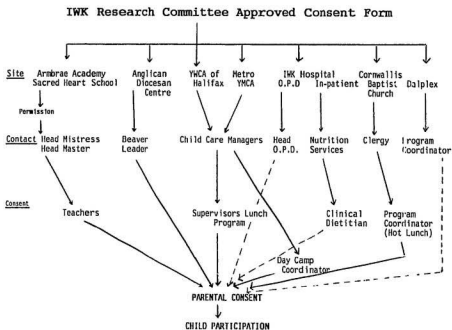 IWK Research Committee Approved Consent Form
Site Armbrae Academy Anglican YWCA of Metro IWK Hospital Cornwallis
Sacred Heart School Diocesan Halifax YMCA O.P.D In-patient Baptist Dalplex
Centre Church
Permission
Contact Head Mistress Beaver Child Care Managers Head Nutrition Clergy Program
Head Master Leader O.P.D. Services Coordinator
Consent
Teachers Supervisors Lunch Clinical Program
Program Dietitian Coordinator
(Hot Lunch)
Day Camp
Coordinator
PARENTAL CONSENT
CHILD PARTICIPATION